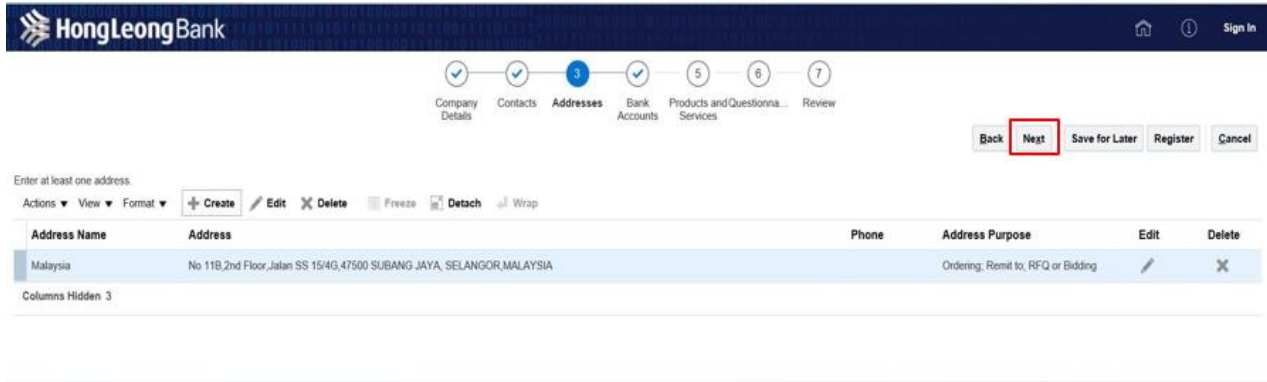 HongLeong Bank
Sign In
3 5 6 7
Company Details Contacts Addresses Bank Accounts Products and Services Questionna... Review
Back Next Save for Later Register Cancel
Enter at least one address.
Actions View Format Create Edit Delete Freeze Detach Wrap
Address Name Address Phone Address Purpose Edit Delete
Malaysia No 11B,2nd Floor,Jalan SS 15/4G,47500 SUBANG JAYA, SELANGOR,MALAYSIA Ordering; Remit to; RFQ or Bidding
Columns Hidden 3